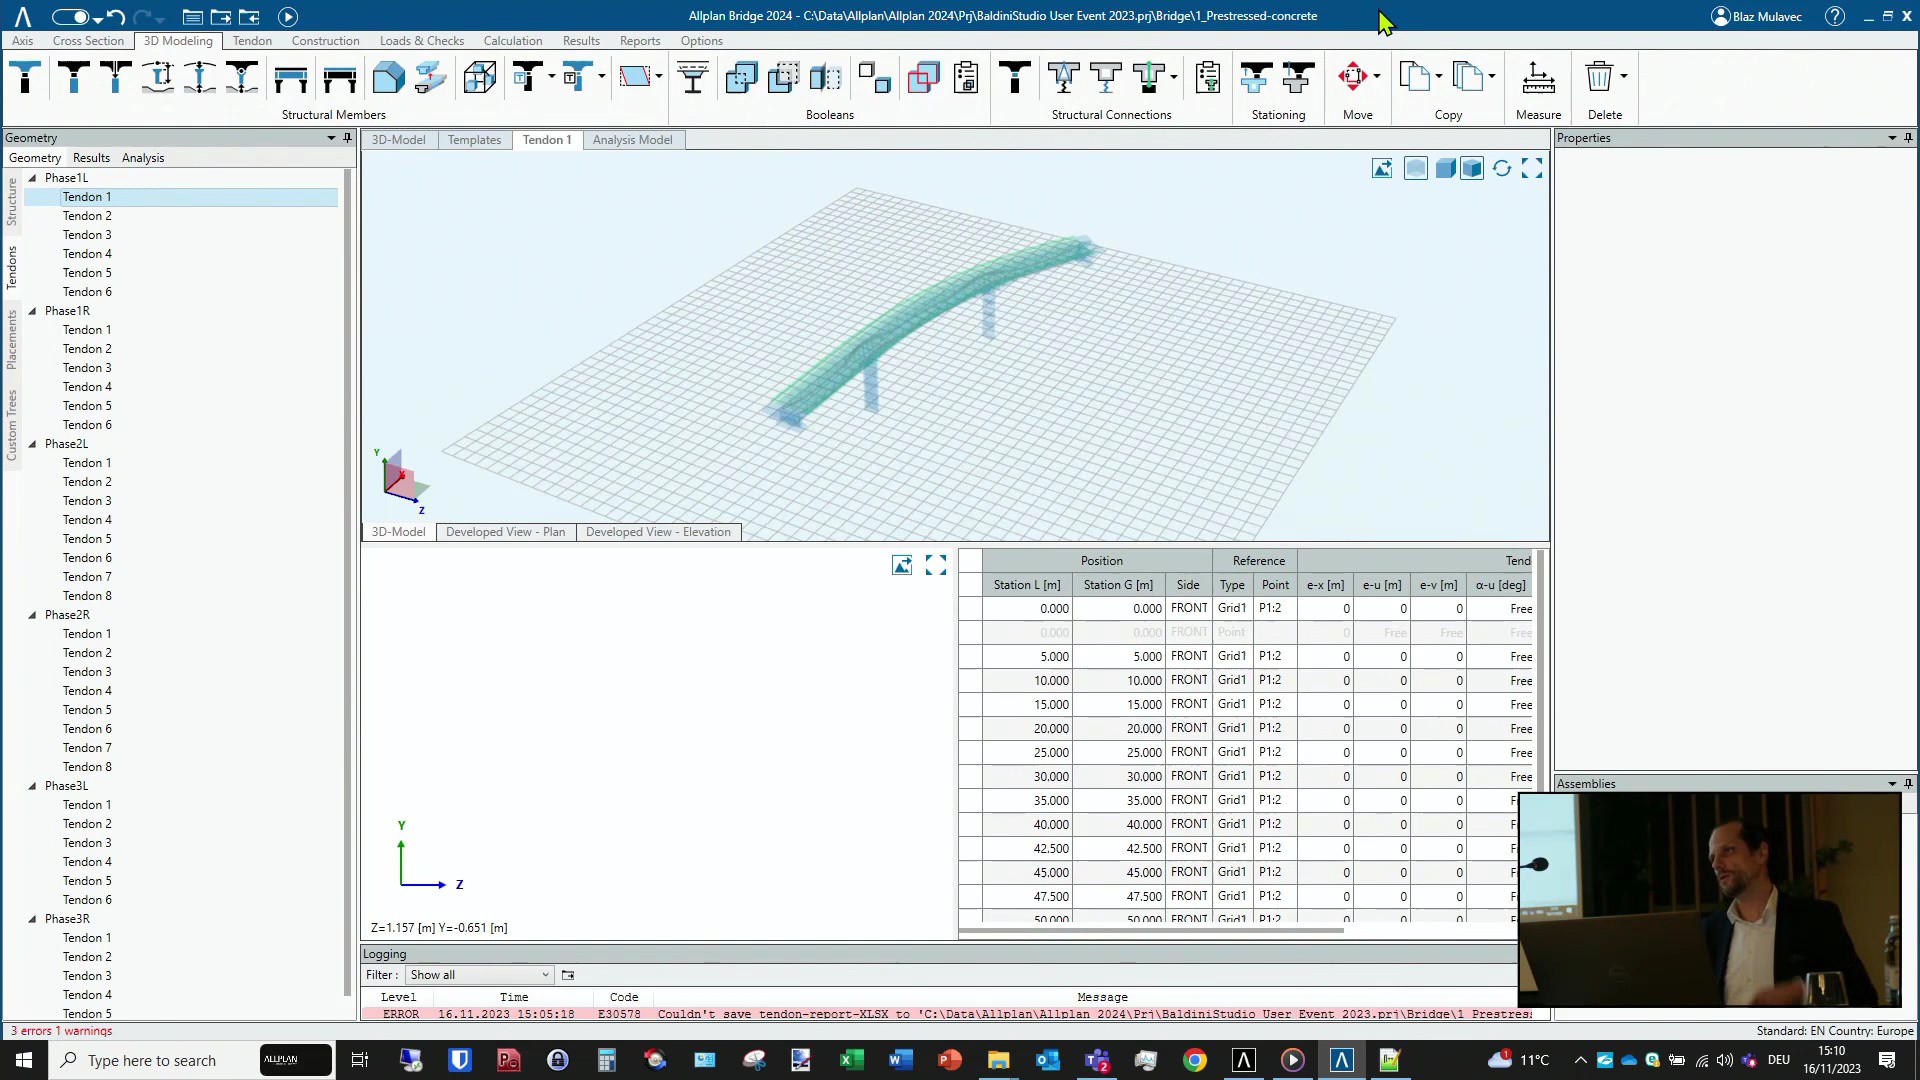 Allplan Bridge 2024 - C:\Data\Allplan\Allplan 2024\Prj\BaldiniStudio User Event 2023.prj\Bridge\1_Prestressed-concrete
Blaz Mulavec
Axis Cross Section 3D Modeling Tendon Construction Loads & Checks Calculation Results Reports Options
Structural Members Booleans Structural Connections Stationing Move Copy Measure Delete
Geometry
Geometry Results Analysis
Structure
Tendons
Placements
Custom Trees
Phase1L
Tendon 1
Tendon 2
Tendon 3
Tendon 4
Tendon 5
Tendon 6
Phase1R
Tendon 1
Tendon 2
Tendon 3
Tendon 4
Tendon 5
Tendon 6
Phase2L
Tendon 1
Tendon 2
Tendon 3
Tendon 4
Tendon 5
Tendon 6
Tendon 7
Tendon 8
Phase2R
Tendon 1
Tendon 2
Tendon 3
Tendon 4
Tendon 5
Tendon 6
Tendon 7
Tendon 8
Phase3L
Tendon 1
Tendon 2
Tendon 3
Tendon 4
Tendon 5
Tendon 6
Phase3R
Tendon 1
Tendon 2
Tendon 3
Tendon 4
Tendon 5
3D-Model Templates Tendon 1 Analysis Model
Y
X
Z
3D-Model Developed View - Plan Developed View - Elevation
Y
Z
Z=1.157 [m] Y=-0.651 [m]
Position Reference Tend
Station L [m] Station G [m] Side Type Point e-x [m] e-u [m] e-v [m] α-u [deg]
0.000 0.000 FRONT Grid1 P1:2 0 0 0 Free
0.000 0.000 FRONT Point 0 Free Free Free
5.000 5.000 FRONT Grid1 P1:2 0 0 0 Free
10.000 10.000 FRONT Grid1 P1:2 0 0 0 Free
15.000 15.000 FRONT Grid1 P1:2 0 0 0 Free
20.000 20.000 FRONT Grid1 P1:2 0 0 0 Free
25.000 25.000 FRONT Grid1 P1:2 0 0 0 Free
30.000 30.000 FRONT Grid1 P1:2 0 0 0 Free
35.000 35.000 FRONT Grid1 P1:2 0 0 0 F
40.000 40.000 FRONT Grid1 P1:2 0 0 0 F
42.500 42.500 FRONT Grid1 P1:2 0 0 0 F
45.000 45.000 FRONT Grid1 P1:2 0 0 0 F
47.500 47.500 FRONT Grid1 P1:2 0 0 0 F
50.000 50.000 FRONT Grid1 P1:2 0 0 0 F
Properties
Assemblies
Logging
Filter : Show all
Level Time Code Message
ERROR 16.11.2023 15:05:18 E30578 Couldn't save tendon-report-XLSX to 'C:\Data\Allplan\Allplan 2024\Prj\BaldiniStudio User Event 2023.prj\Bridge\1 Prestress
3 errors 1 warnings
Standard: EN Country: Europe
Type here to search
ALLPLAN
11°C
DEU
15:10
16/11/2023